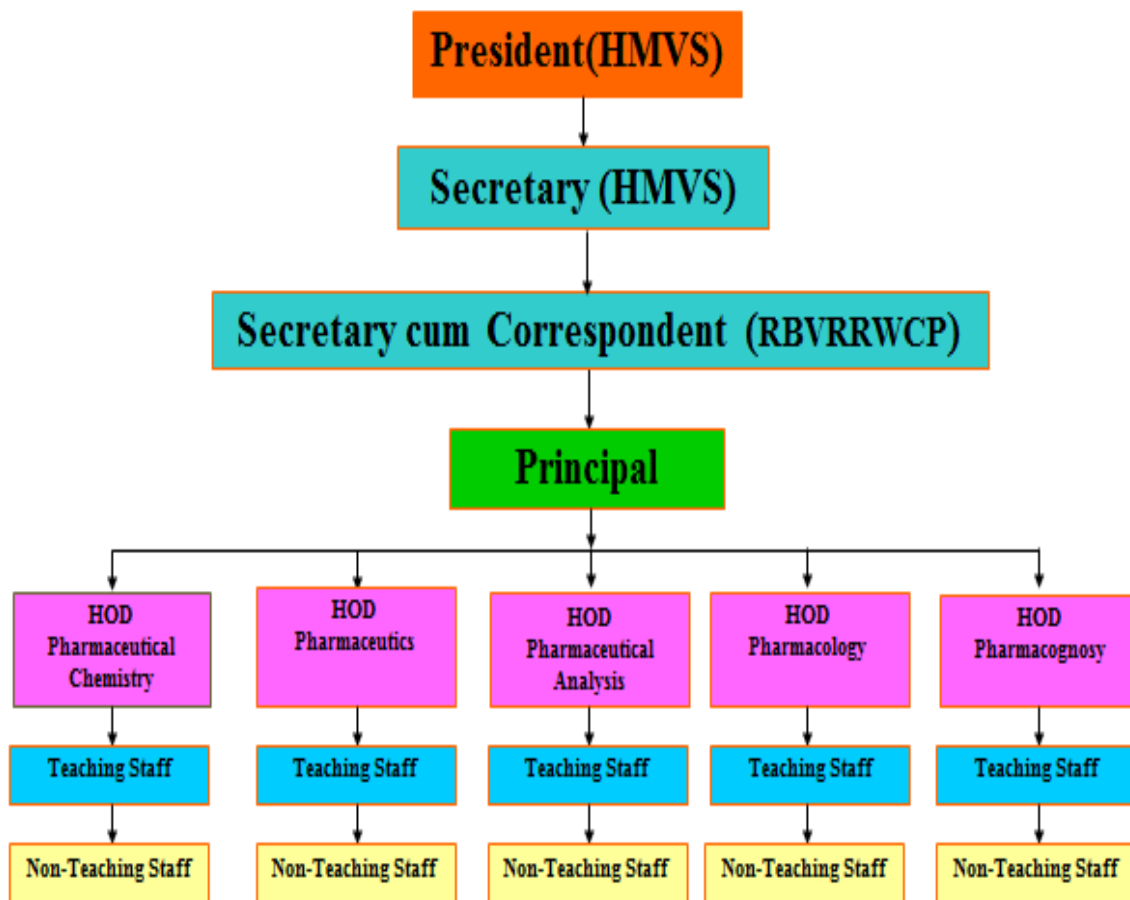 President(HMVS)
Secretary (HMVS)
Secretary cum Correspondent (RBVRRWCP)
Principal
HOD
Pharmaceutical
Chemistry
HOD
Pharmaceutics
HOD
Pharmaceutical
Analysis
HOD
Pharmacology
HOD
Pharmacognosy
Teaching Staff
Teaching Staff
Teaching Staff
Teaching Staff
Teaching Staff
Non-Teaching Staff
Non-Teaching Staff
Non-Teaching Staff
Non-Teaching Staff
Non-Teaching Staff